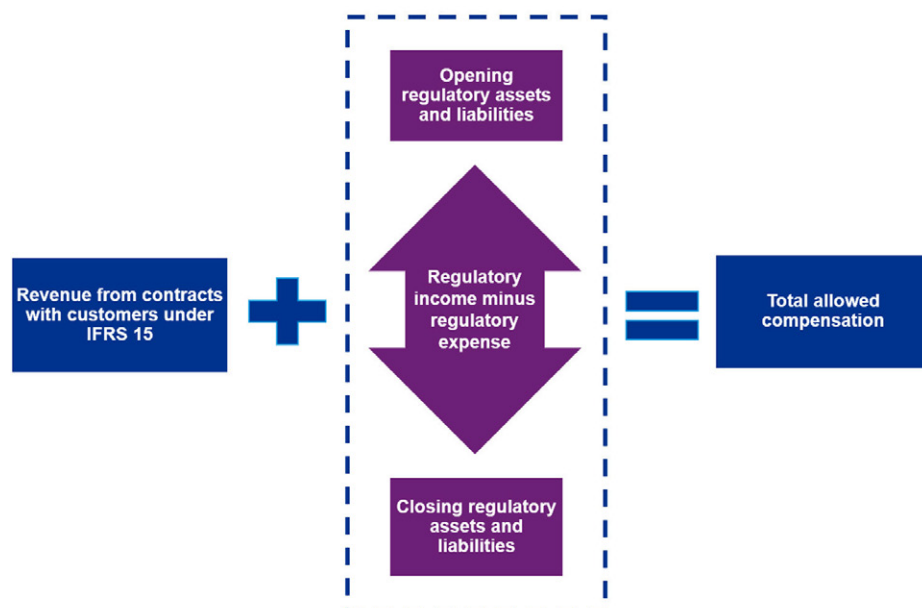 Opening
regulatory assets
and liabilities
Revenue from contracts
with customers under
IFRS 15
Regulatory
income minus
regulatory
expense
Total allowed
compensation
Closing regulatory
assets and
liabilities